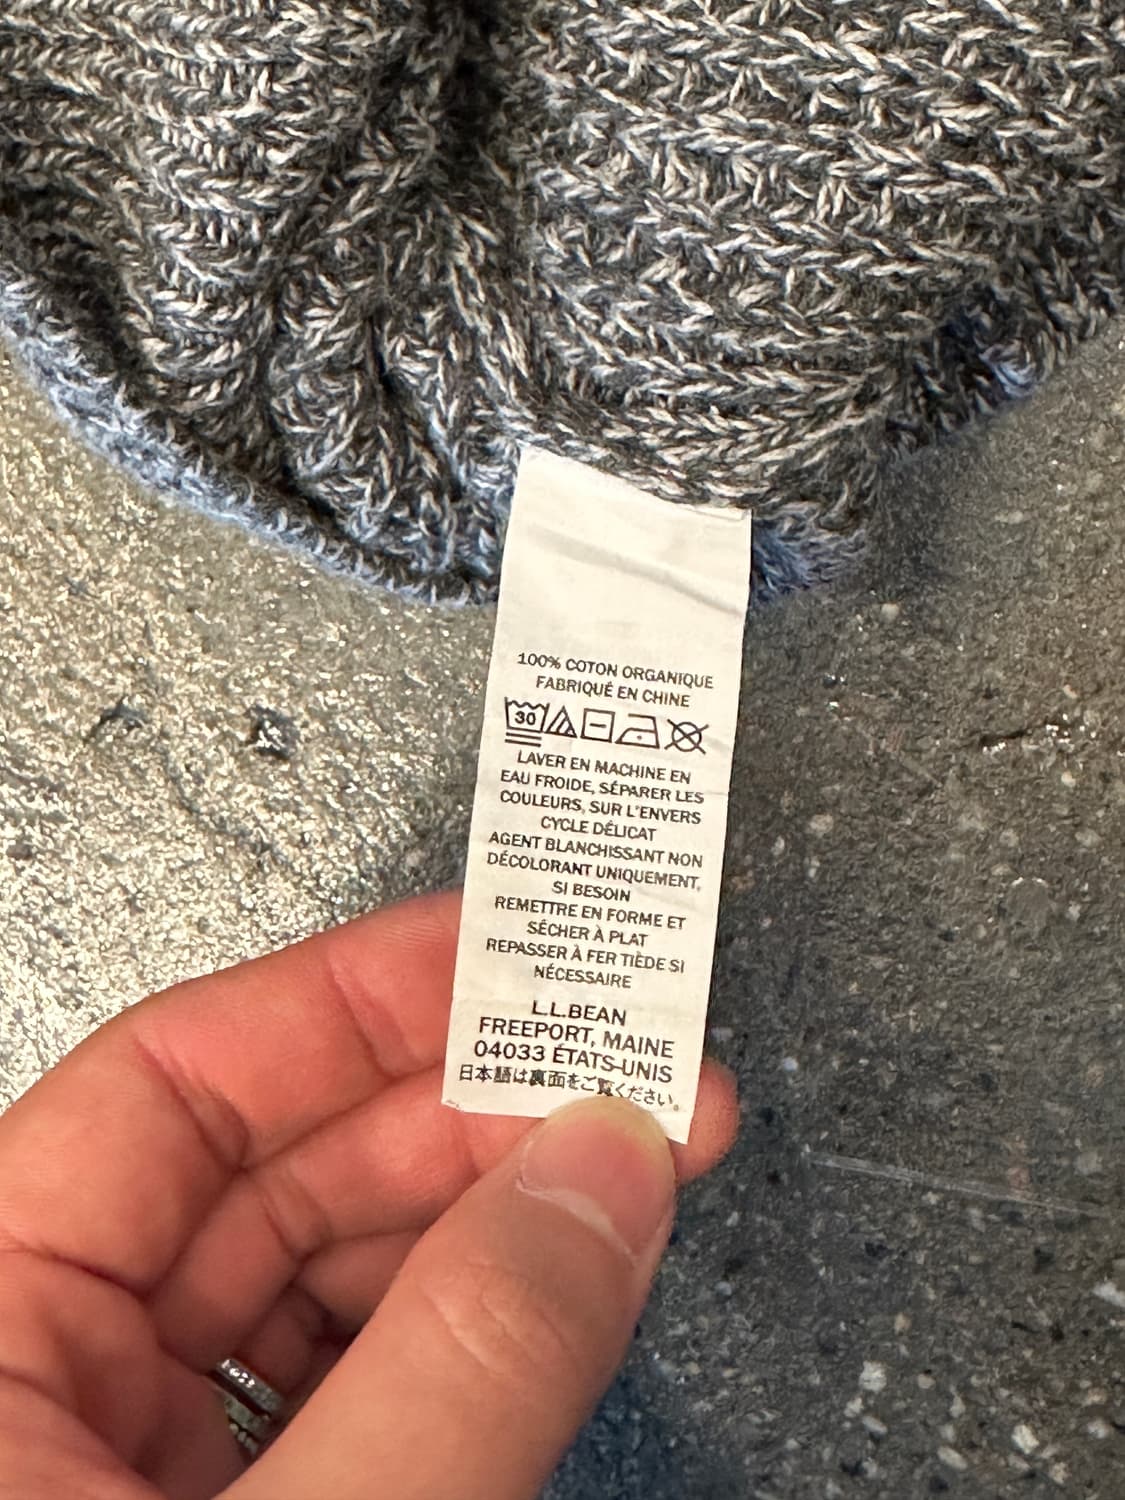 100% COTON ORGANIQUE
FABRIQUÉ EN CHINE
30
LAVER EN MACHINE EN
EAU FROIDE, SÉPARER LES
COULEURS, SUR L'ENVERS
CYCLE DÉLICAT
AGENT BLANCHISSANT NON
DÉCOLORANT UNIQUEMENT,
SI BESOIN
REMETTRE EN FORME ET
SÉCHER À PLAT
REPASSER À FER TIÈDE SI
NÉCESSAIRE
L.L.BEAN
FREEPORT, MAINE
04033 ÉTATS-UNIS
日本語は裏面をご覧ください。